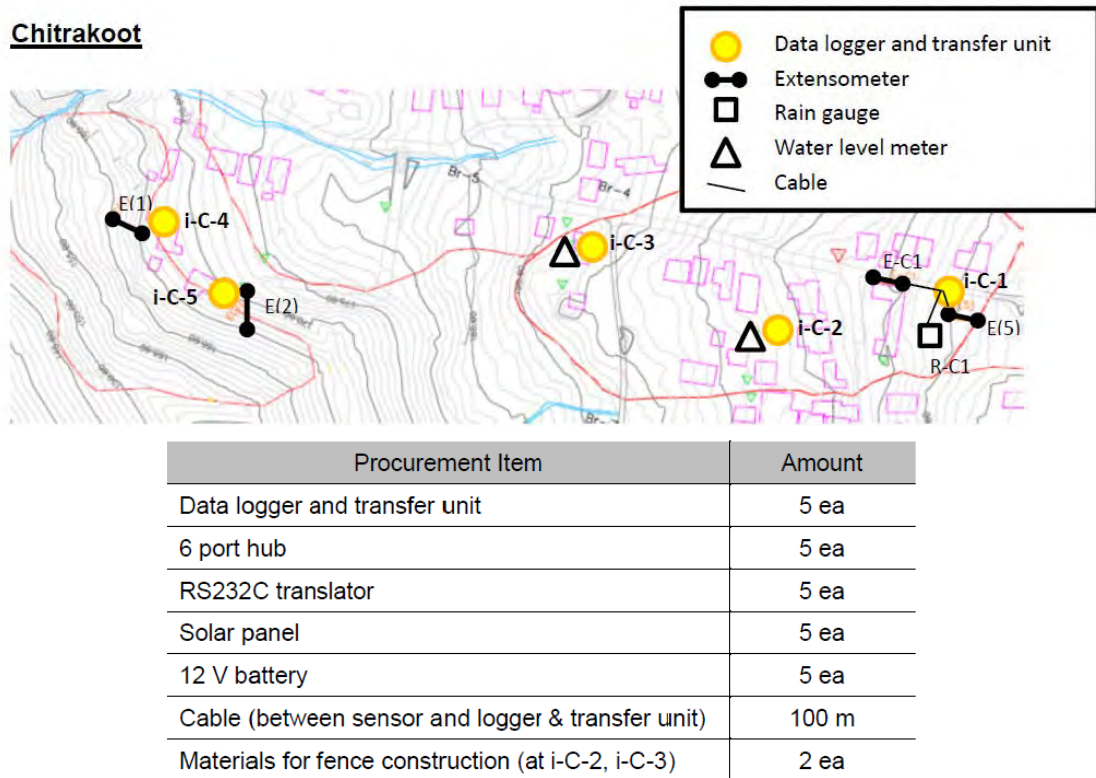 Chitrakoot
Data logger and transfer unit
Extensometer
Rain gauge
Water level meter
Cable
Br-5
Br-4
E(1)
i-C-4
i-C-3
E-C1
i-C-1
i-C-5
E(2)
i-C-2
E(5)
R-C1
Procurement Item Amount
Data logger and transfer unit 5 ea
6 port hub 5 ea
RS232C translator 5 ea
Solar panel 5 ea
12 V battery 5 ea
Cable (between sensor and logger & transfer unit) 100 m
Materials for fence construction (at i-C-2, i-C-3) 2 ea